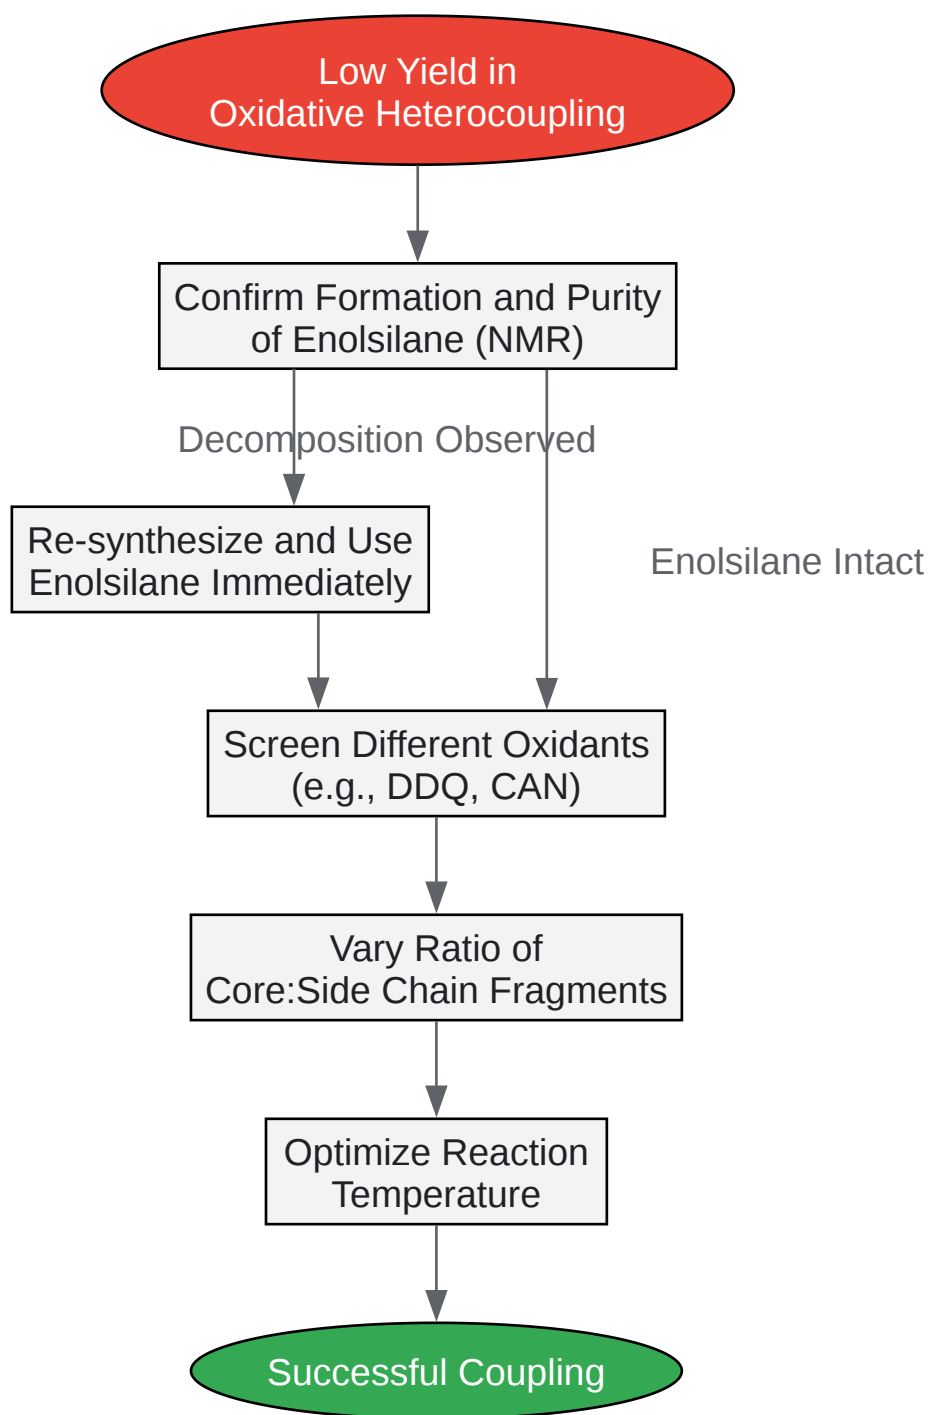 Low Yield in
Oxidative Heterocoupling
Confirm Formation and Purity
of Enolsilane (NMR)
Decomposition Observed
Re-synthesize and Use
Enolsilane Immediately
Enolsilane Intact
Screen Different Oxidants
(e.g., DDQ, CAN)
Vary Ratio of
Core:Side Chain Fragments
Optimize Reaction
Temperature
Successful Coupling